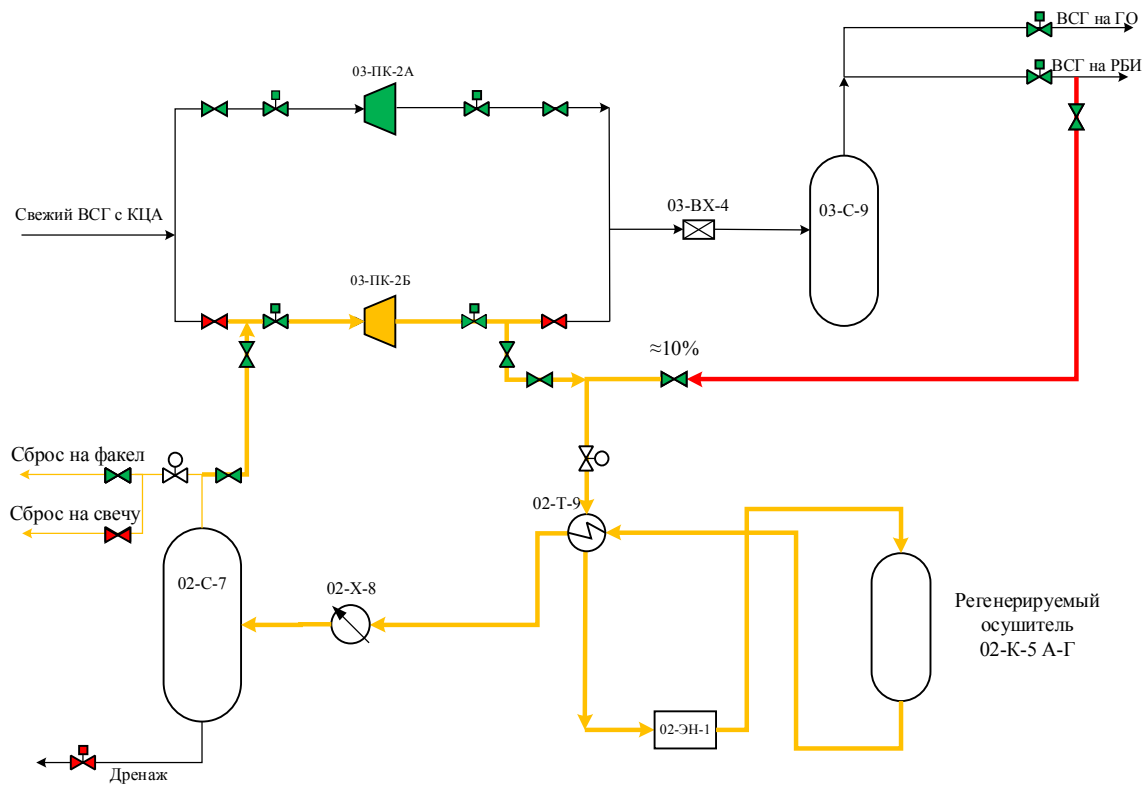 ВСГ на ГО
ВСГ на РБИ
03-ПК-2А
Свежий ВСГ с КЦА
03-ВХ-4
03-С-9
03-ПК-2Б
≈10%
Сброс на факел
Сброс на свечу
02-Т-9
02-С-7
02-Х-8
Регенерируемый
осушитель
02-К-5 А-Г
02-ЭН-1
Дренаж